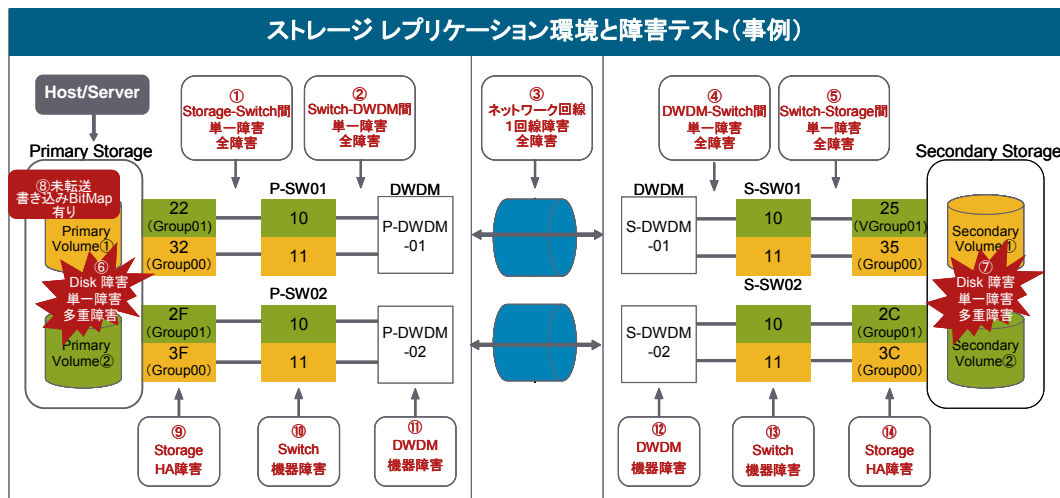 ストレージ レプリケーション環境と障害テスト(事例)
Host/Server
①
Storage-Switch間
単一障害
全障害
②
Switch-DWDM間
単一障害
全障害
③
ネットワーク回線
1回線障害
全障害
④
DWDM-Switch間
単一障害
全障害
⑤
Switch-Storage間
単一障害
全障害
Primary Storage
Secondary Storage
⑧未転送
書き込みBitMap
有り
Primary
Volume①
⑥
Disk 障害
単一障害
多重障害
Primary
Volume②
22
(Group01)
32
(Group00)
2F
(Group01)
3F
(Group00)
P-SW01
10
11
P-SW02
10
11
DWDM
P-DWDM
-01
P-DWDM
-02
DWDM
S-DWDM
-01
S-DWDM
-02
S-SW01
10
11
S-SW02
10
11
25
(VGroup01)
35
(Group00)
2C
(Group01)
3C
(Group00)
Secondary
Volume①
⑦
Disk 障害
単一障害
多重障害
Secondary
Volume②
⑨
Storage
HA障害
⑩
Switch
機器障害
⑪
DWDM
機器障害
⑫
DWDM
機器障害
⑬
Switch
機器障害
⑭
Storage
HA障害